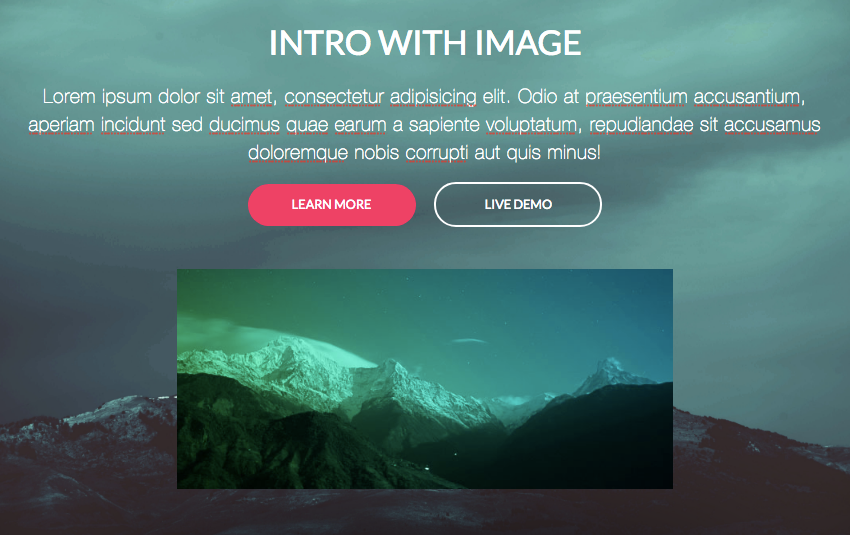 INTRO WITH IMAGE
Lorem ipsum dolor sit amet, consectetur adipisicing elit. Odio at praesentium accusantium,
aperiam incidunt sed ducimus quae earum a sapiente voluptatum, repudiandae sit accusamus
doloremque nobis corrupti aut quis minus!
LEARN MORE
LIVE DEMO